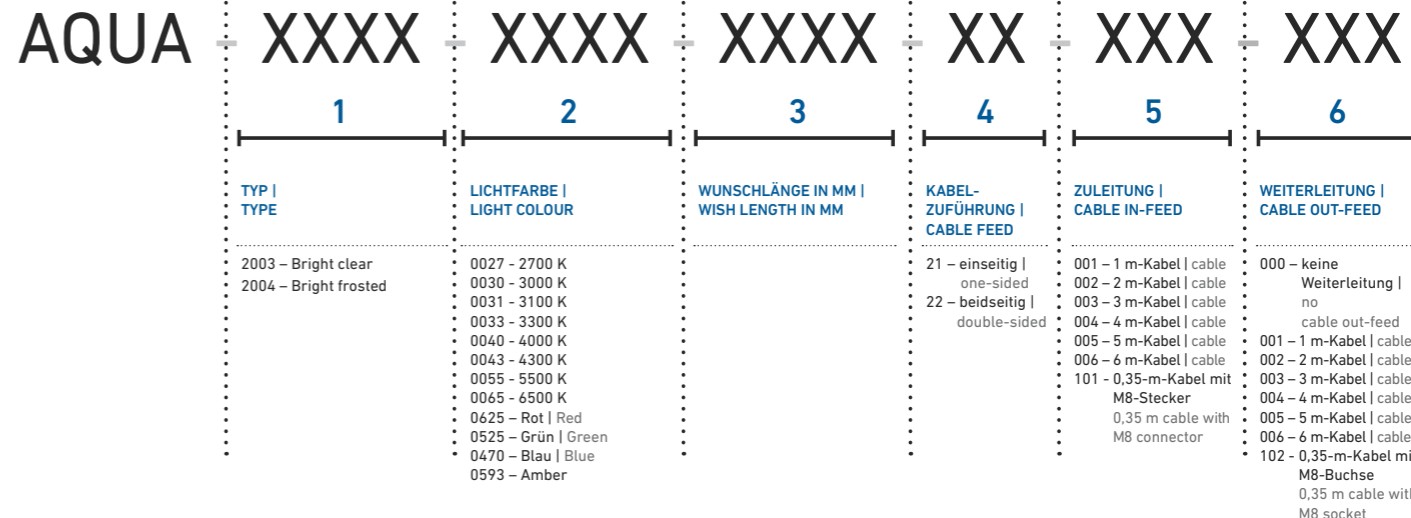 AQUA - XXXX - XXXX - XXXX - XX - XXX - XXX
1
2
3
4
5
6
TYP |
TYPE
2003 – Bright clear
2004 – Bright frosted
LICHTFARBE |
LIGHT COLOUR
0027 - 2700 K
0030 - 3000 K
0031 - 3100 K
0033 - 3300 K
0040 - 4000 K
0043 - 4300 K
0055 - 5500 K
0065 - 6500 K
0625 – Rot | Red
0525 – Grün | Green
0470 – Blau | Blue
0593 – Amber
WUNSCHLÄNGE IN MM |
WISH LENGTH IN MM
KABEL-
ZUFÜHRUNG |
CABLE FEED
21 – einseitig |
one-sided
22 – beidseitig |
double-sided
ZULEITUNG |
CABLE IN-FEED
001 – 1 m-Kabel | cable
002 – 2 m-Kabel | cable
003 – 3 m-Kabel | cable
004 – 4 m-Kabel | cable
005 – 5 m-Kabel | cable
006 – 6 m-Kabel | cable
101 - 0,35-m-Kabel mit
M8-Stecker
0,35 m cable with
M8 connector
WEITERLEITUNG |
CABLE OUT-FEED
000 – keine
Weiterleitung |
no
cable out-feed
001 – 1 m-Kabel | cable
002 – 2 m-Kabel | cable
003 – 3 m-Kabel | cable
004 – 4 m-Kabel | cable
005 – 5 m-Kabel | cable
006 – 6 m-Kabel | cable
102 - 0,35-m-Kabel mi
M8-Buchse
0,35 m cable with
M8 socket